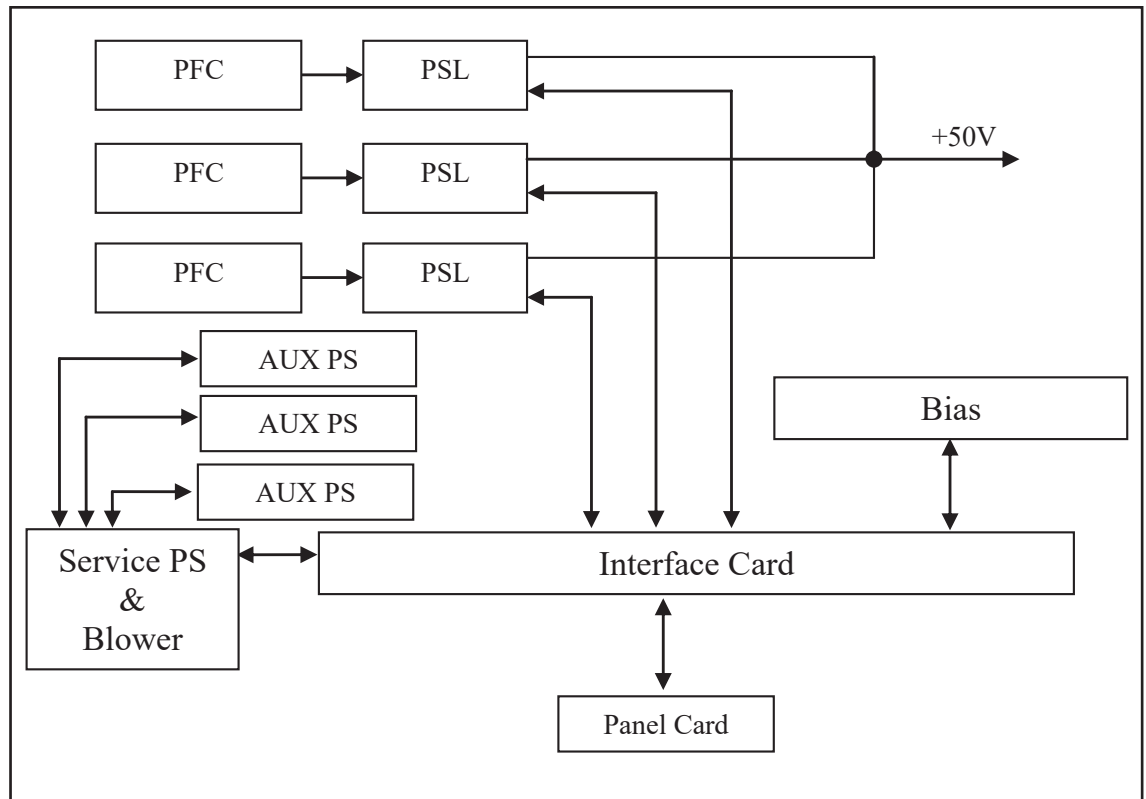 PFC
PSL
+50V
PFC
PSL
PFC
PSL
AUX PS
Bias
AUX PS
AUX PS
Service PS
&
Blower
Interface Card
Panel Card